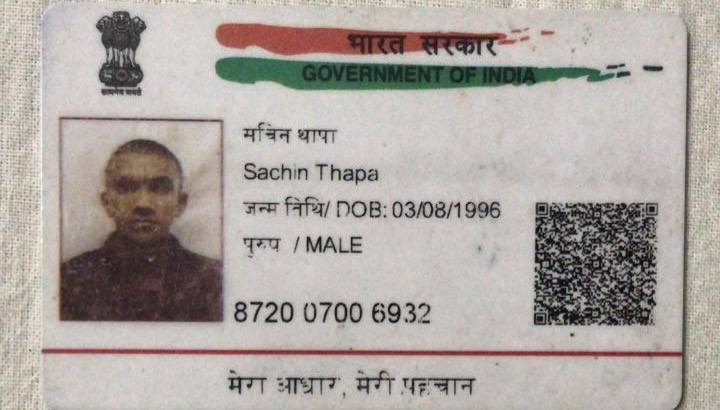 सत्यमेव जयते
भारत सरकार
GOVERNMENT OF INDIA
सचिन थापा
Sachin Thapa
जन्म तिथि/ DOB: 03/08/1996
पुरुष / MALE
8720 0700 6932
मेरा आधार, मेरी पहचान